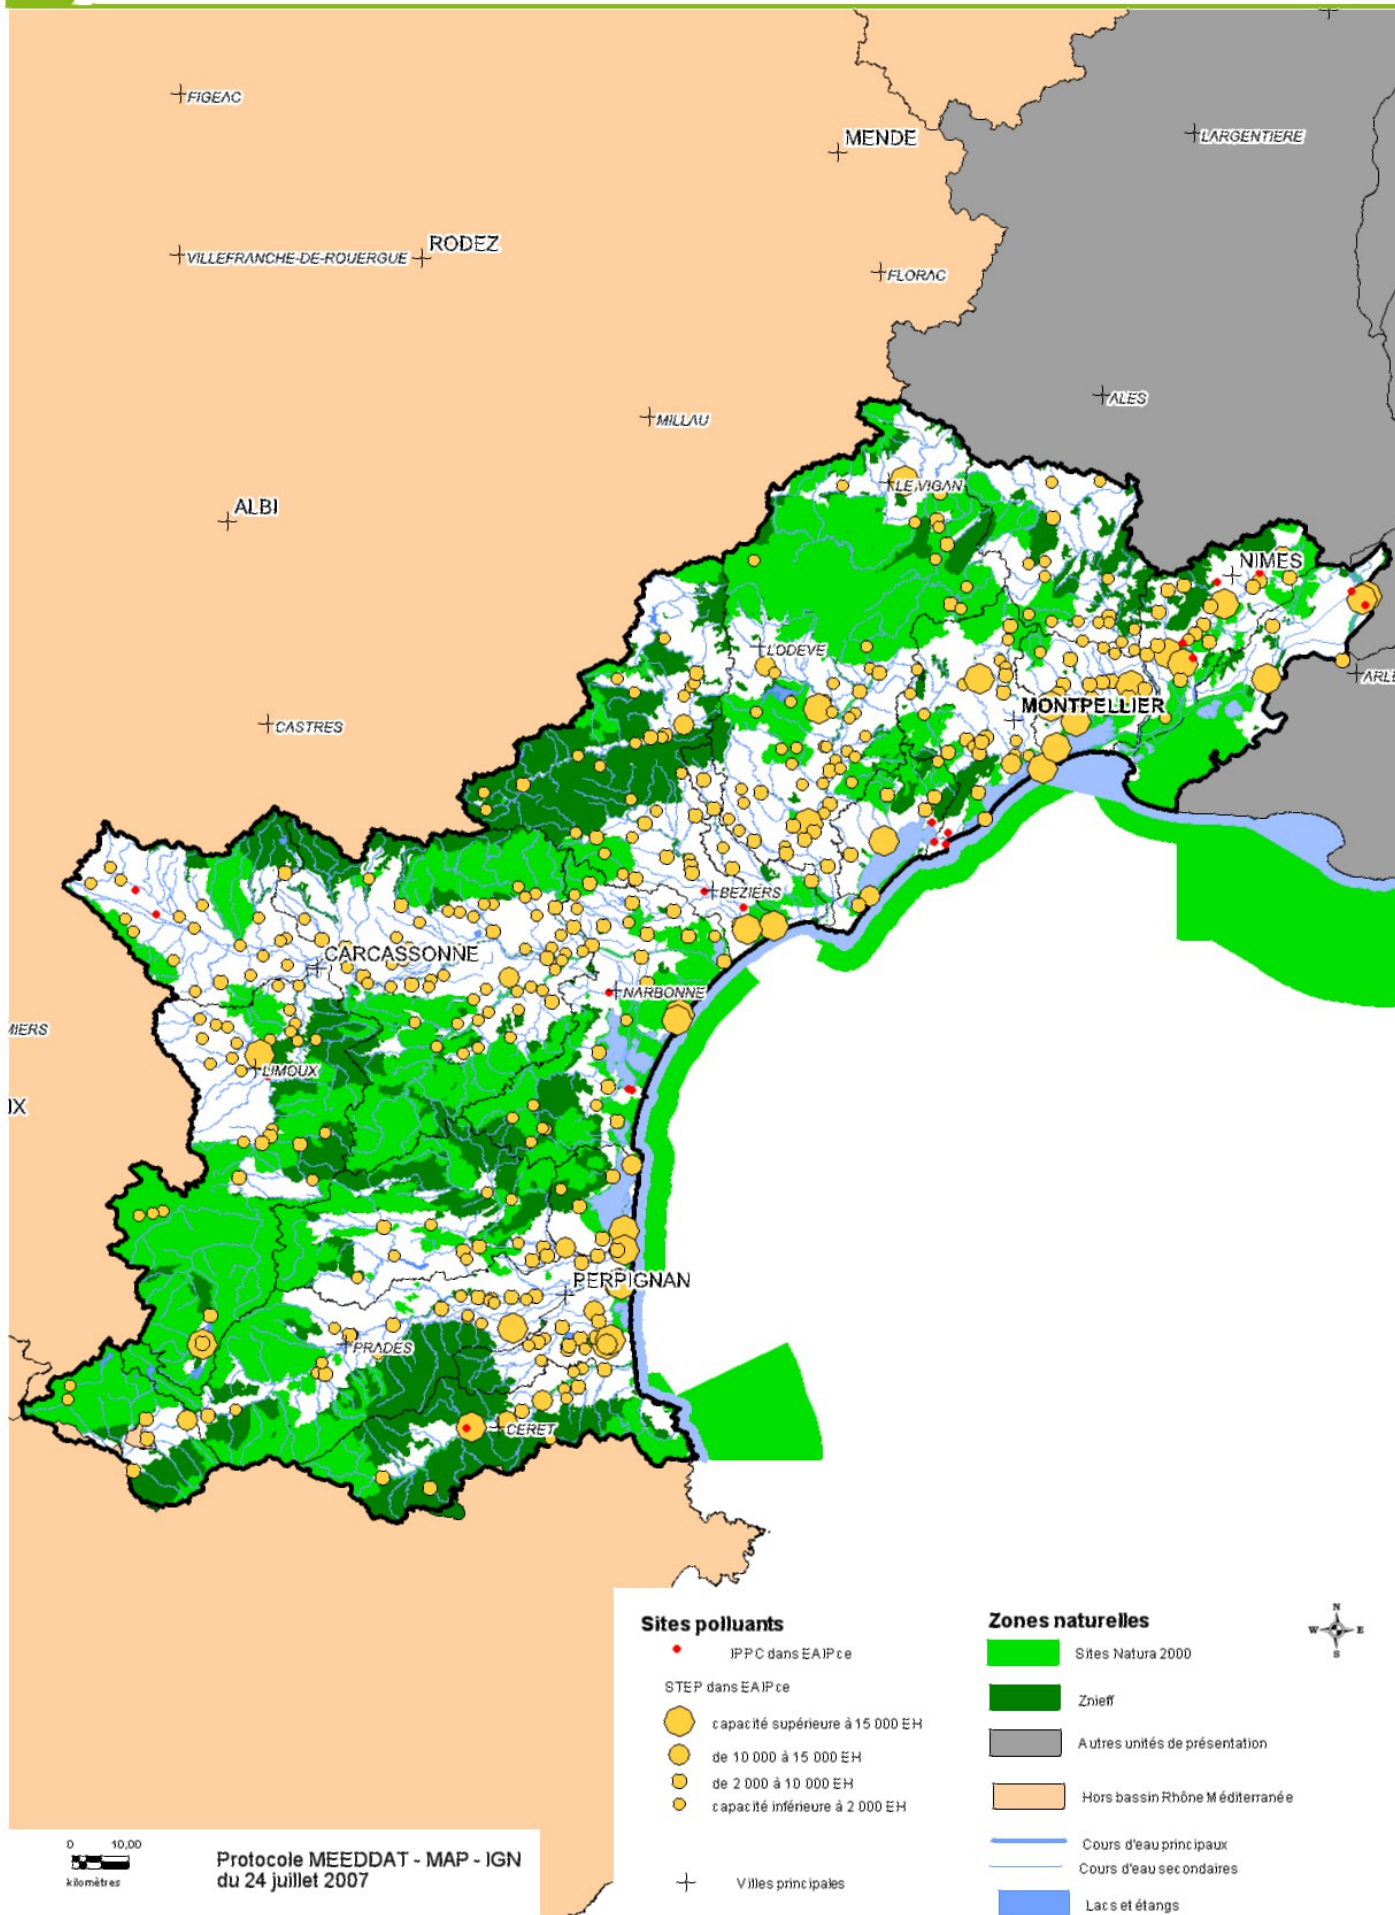 FIGEAC
MENDE
LARGENTIERE
RODEZ
VILLEFRANCHE-DE-ROUERGUE
FLORAC
ALES
MILLAU
LE VIGAN
ALBI
NIMES
LODEVE
ARLE
MONTPELLIER
CASTRES
BEZIERS
CARCASSONNE
NARBONNE
MIERS
LIMOUX
IX
PERPIGNAN
PRADES
CERET
Sites polluants
IPPC dans EAIPce
STEP dans EAIPce
capacité supérieure à 15 000 EH
de 10 000 à 15 000 EH
de 2 000 à 10 000 EH
capacité inférieure à 2 000 EH
Villes principales
Zones naturelles
Sites Natura 2000
Znieff
Autres unités de présentation
Hors bassin Rhône Méditerranée
Cours d'eau principaux
Cours d'eau secondaires
Lacs et étangs
N
W E
S
0 10,00
kilomètres
Protocole MEEDDAT - MAP - IGN
du 24 juillet 2007